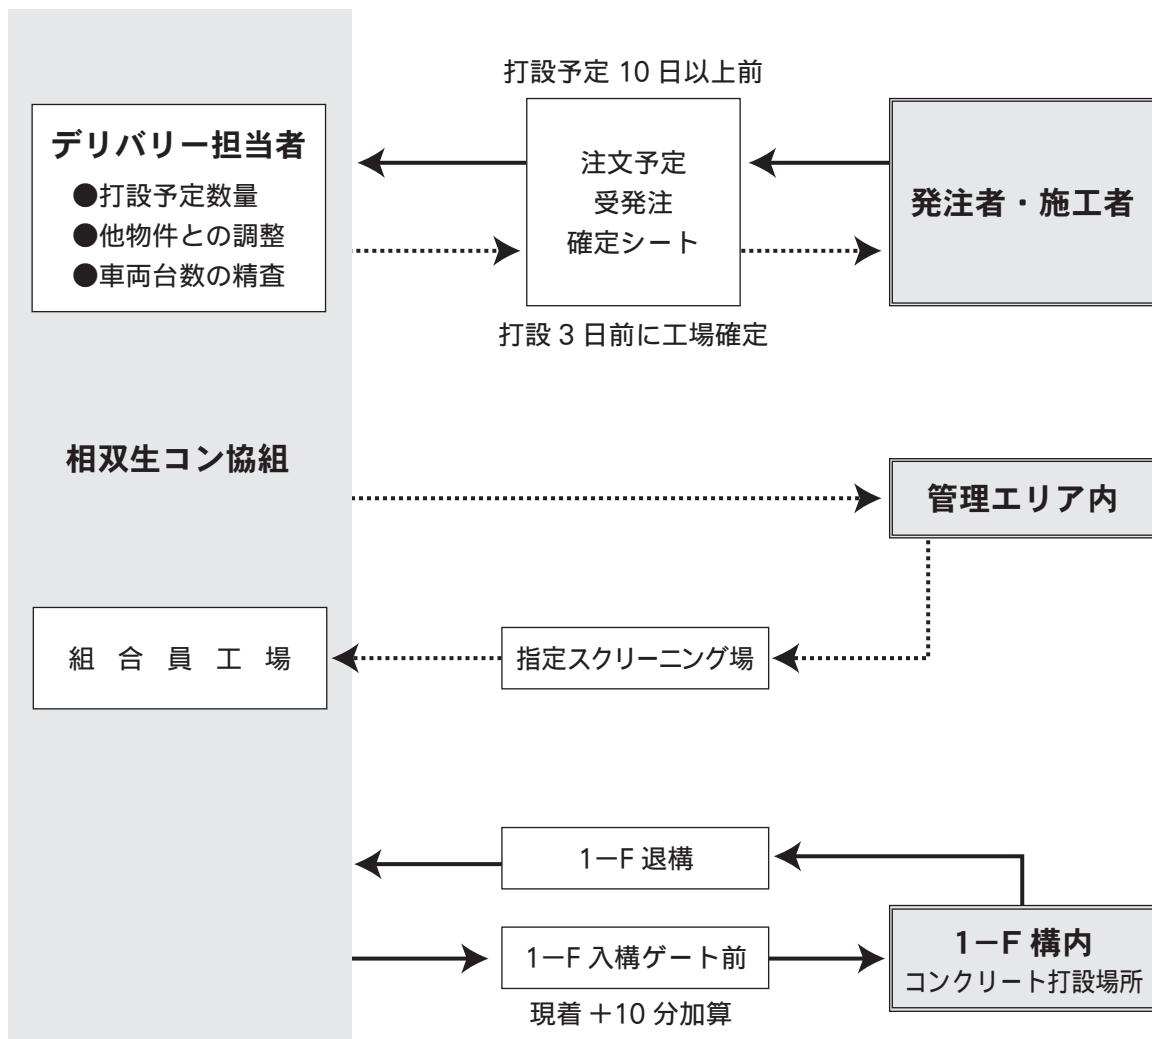 打設予定 10 日以上前
デリバリー担当者
●打設予定数量
●他物件との調整
●車両台数の精査
注文予定
受発注
確定シート
発注者・施工者
打設 3 日前に工場確定
相双生コン協組
管理エリア内
組合員工場
指定スクリーニング場
1－F 退構
1－F 入構ゲート前
現着 ＋10 分加算
1－F 構内
コンクリート打設場所